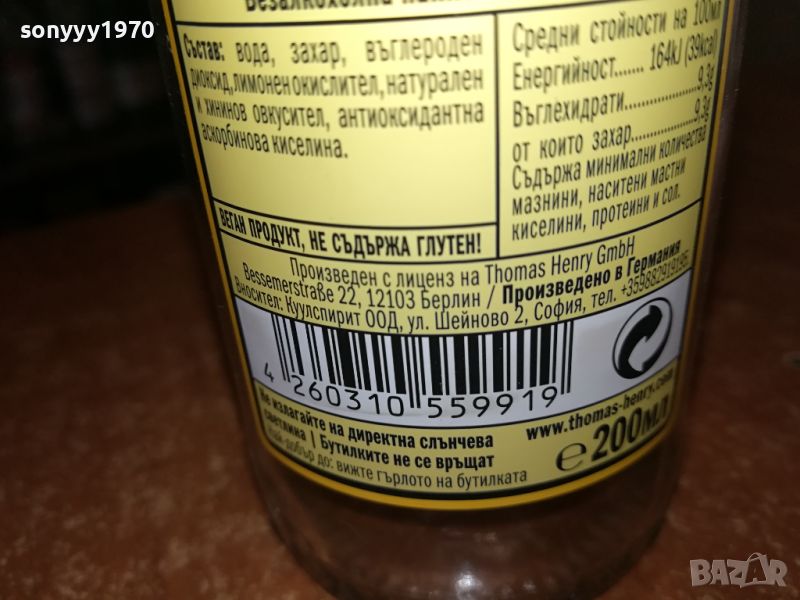 sonyyy1970
Безалкохолна
Състав: вода, захар, въглероден
диоксид, лимонен окислител, натурален
и хининов овкусител, антиоксидантна
аскорбинова киселина.
Средни стойности на 100мл
Енергийност...... 164kJ (39kcal)
Въглехидрати..................9,3g
от които захар................9,3g
Съдържа минимални количества
мазнини, наситени мастни
киселини, протеини и сол.
ВЕГАН ПРОДУКТ, НЕ СЪДЪРЖА ГЛУТЕН!
Произведен с лиценз на Thomas Henry GmbH
Bessemerstraße 22, 12103 Берлин / Произведено в Германия
Вносител: Куулспирит ООД, ул. Шейново 2, София, тел. +359882919195
4 260310 559919
Не излагайте на директна слънчева
светлина | Бутилките не се връщат
Най-добър до: вижте гърлото на бутилката
www.thomas-henry.com
e 200мл
BAZAR